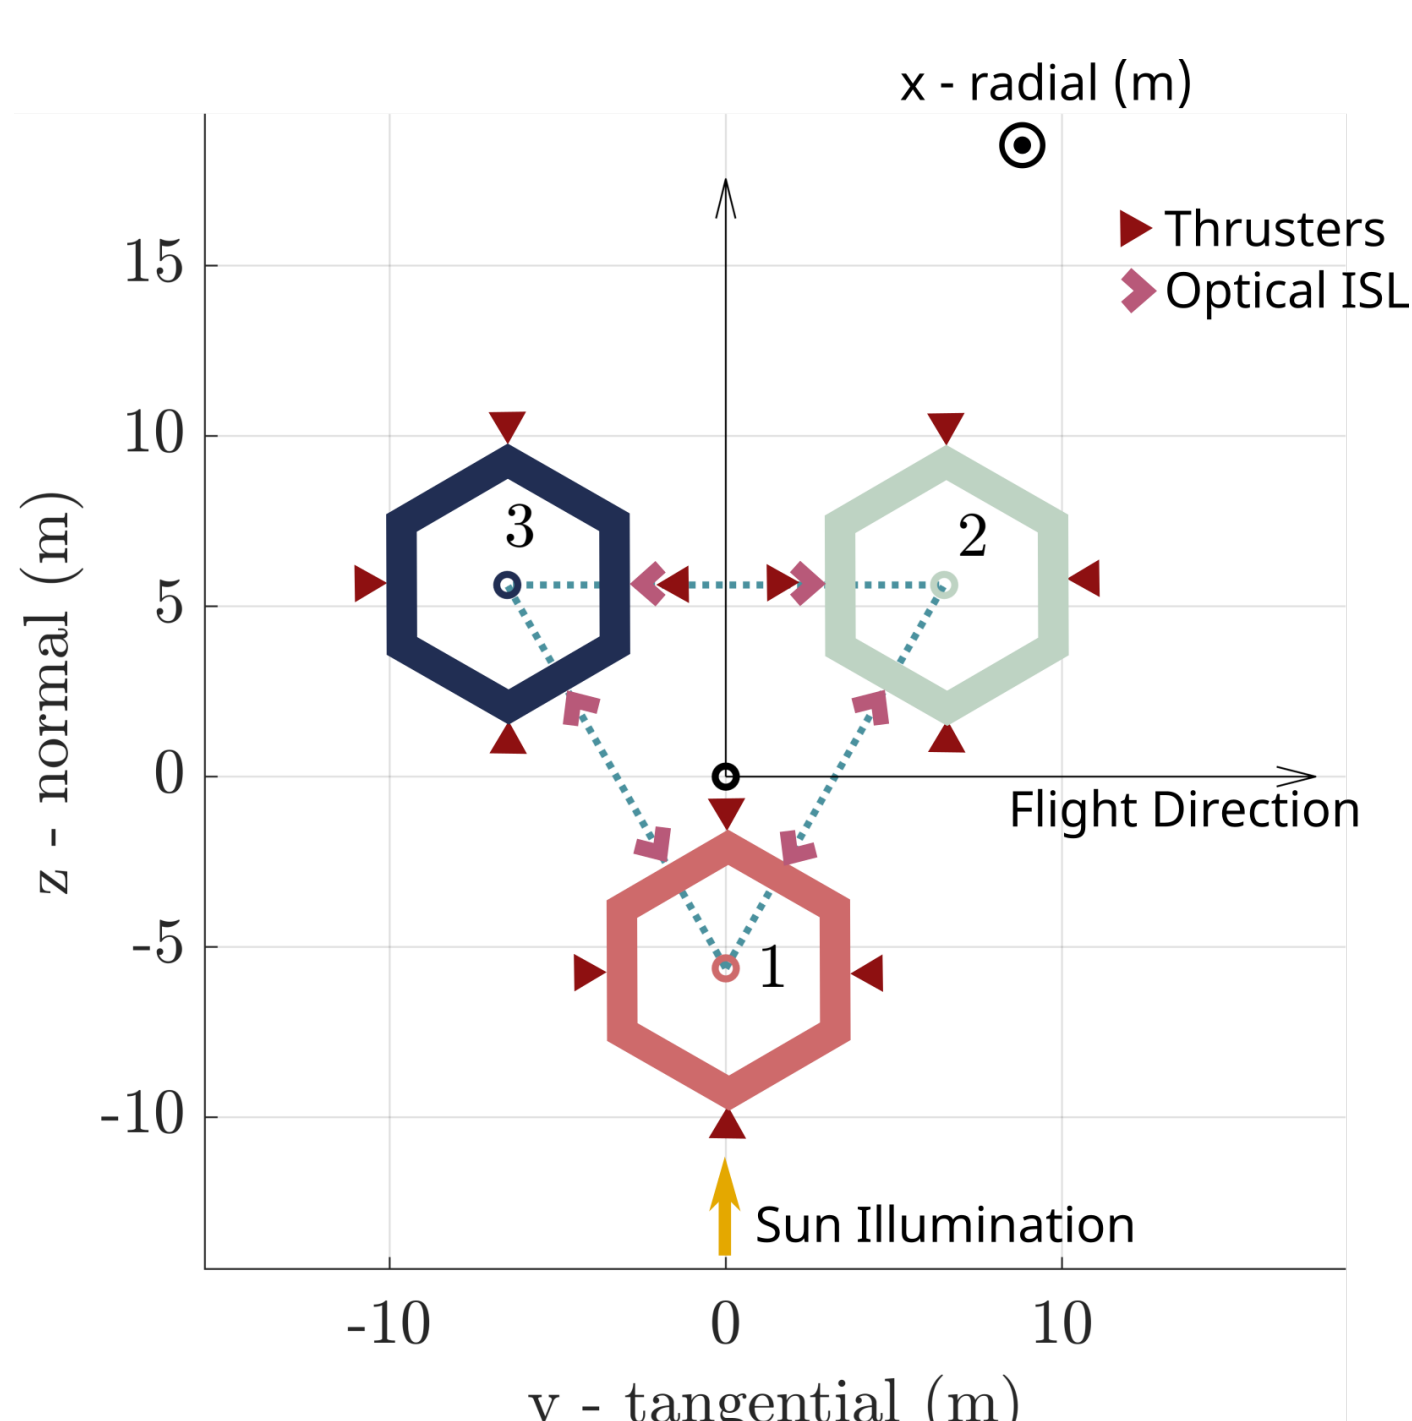 x - radial (m)
Thrusters
Optical ISL
15
10
5
0
-5
-10
z - normal (m)
3
2
1
Flight Direction
Sun Illumination
-10
0
10
y - tangential (m)